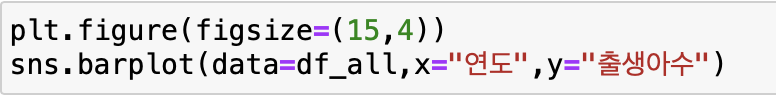 plt.figure(figsize=(15,4))
sns.barplot(data=df_all,x="연도",y="출생아수")